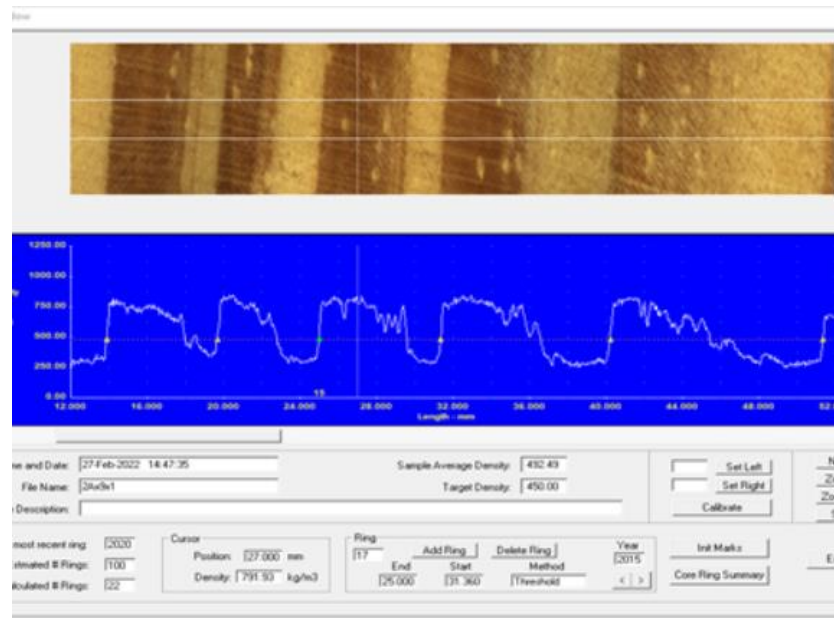 1250.00
1000.00
750.00
500.00
250.00
0.00
15
12.000 16.000 20.000 24.000 28.000 32.000 36.000 40.000 44.000 48.000 52.
Length - mm
me and Date: 27-Feb-2022 14:47:35 Sample Average Density: 492.49 Set Left
File Name: Target Density: 450.00 Set Right
Description: Calibrate
most recent ring: 2020 Cursor Ring Year Init Marks
Position: 27.000 mm 17 Add Ring Delete Ring 2015
stimated # Rings: 100 End Start Method
Density: 791.93 kg/m3 25.000 31.360 Threshold < > Core Ring Summary
alculated # Rings: 22